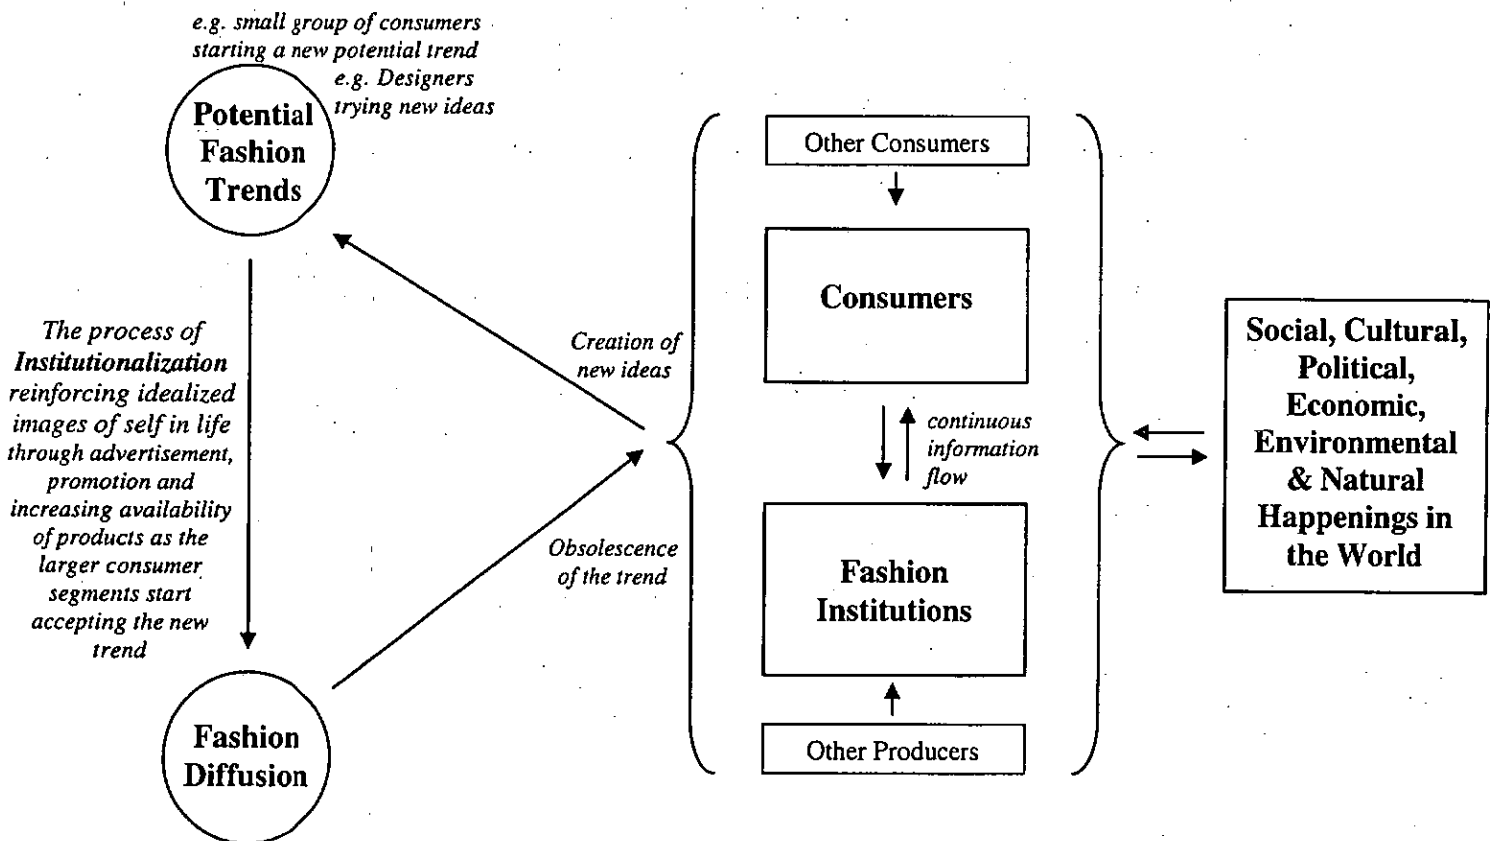 e.g. small group of consumers
starting a new potential trend
e.g. Designers
trying new ideas
Potential
Fashion
Trends
The process of
Institutionalization
reinforcing idealized
images of self in life
through advertisement,
promotion and
increasing availability
of products as the
larger consumer
segments start
accepting the new
trend
Fashion
Diffusion
Creation of
new ideas
Obsolescence
of the trend
Other Consumers
Consumers
continuous
information
flow
Fashion
Institutions
Other Producers
Social, Cultural,
Political,
Economic,
Environmental
& Natural
Happenings in
the World